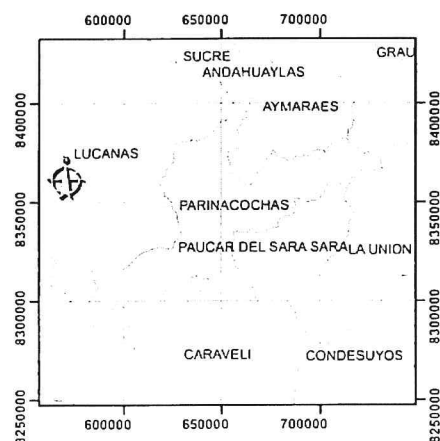 600000 650000 700000
SUCRE GRAU
ANDAHUAYLAS
8400000 AYMARAES 8400000
LUCANAS
8350000 PARINACOCHAS 8350000
PAUCAR DEL SARA SARA LA UNION
8300000 8300000
CARAVELI CONDESUYOS
8250000 8250000
600000 650000 700000